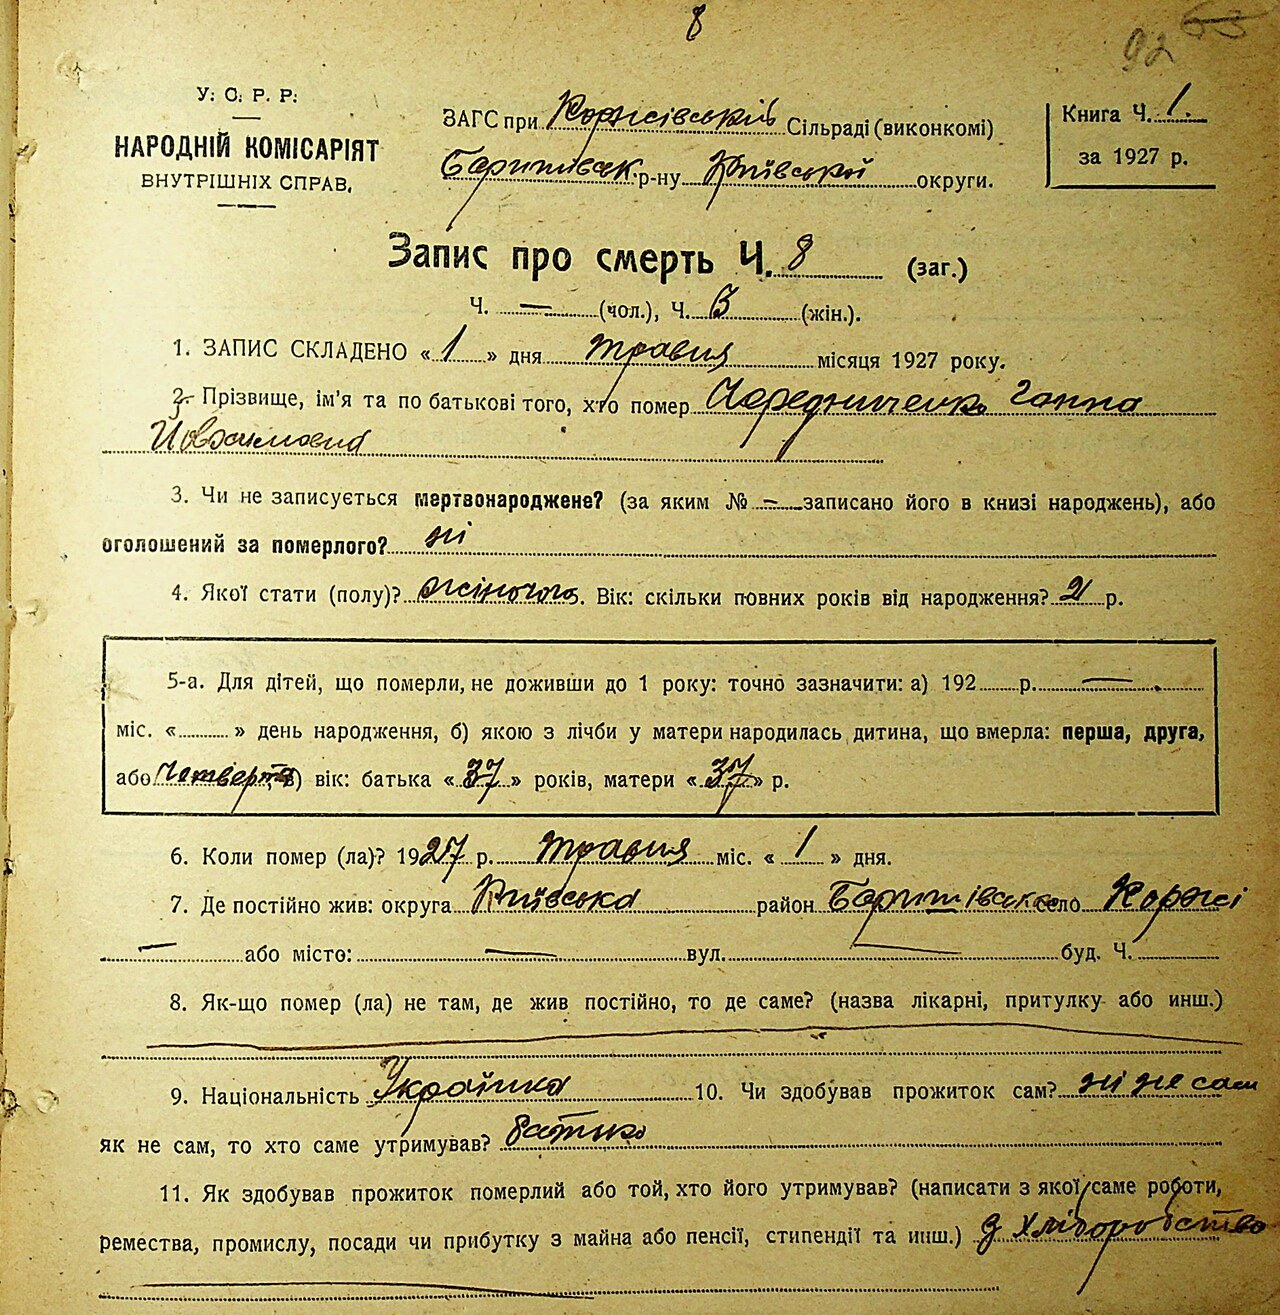 8
92 63
У. С. Р. Р.
НАРОДНІЙ КОМІСАРІЯТ
ВНУТРІШНІХ СПРАВ,
ЗАГС при Коржівській Сільраді (виконкомі)
Баришівськ. р-ну Київської округи.
Книга Ч. 1.
за 1927 р.
Запис про смерть Ч. 8 (заг.)
Ч. — (чол.), Ч. 3 (жін.).
1. ЗАПИС СКЛАДЕНО « 1 » дня травня місяця 1927 року.
2. Прізвище, ім'я та по батькові того, хто помер Чередниченко Ганна
Йовхимовна
3. Чи не записується мертвонароджене? (за яким № — записано його в книзі народжень), або
оголошений за померлого? ні
4. Якої стати (полу)? жіночого. Вік: скільки повних років від народження? 2 р.
5-а. Для дітей, що померли, не доживши до 1 року: точно зазначити: а) 192 р. —
міс. « » день народження, б) якою з лічби у матери народилась дитина, що вмерла: перша, друга,
або четверта в) вік: батька « 37 » років, матери « 37 » р.
6. Коли помер (ла)? 1927 р. травня міс. « 1 » дня.
7. Де постійно жив: округа Київська район Баришівськ село Коржі
— або місто: — вул. — буд. Ч.
8. Як-що помер (ла) не там, де жив постійно, то де саме? (назва лікарні, притулку або инш.)
9. Національність Українка 10. Чи здобував прожиток сам? ні не сам
як не сам, то хто саме утримував? батько
11. Як здобував прожиток померлий або той, хто його утримував? (написати з якої саме роботи,
ремества, промислу, посади чи прибутку з майна або пенсії, стипендії та инш.) з хліборобства